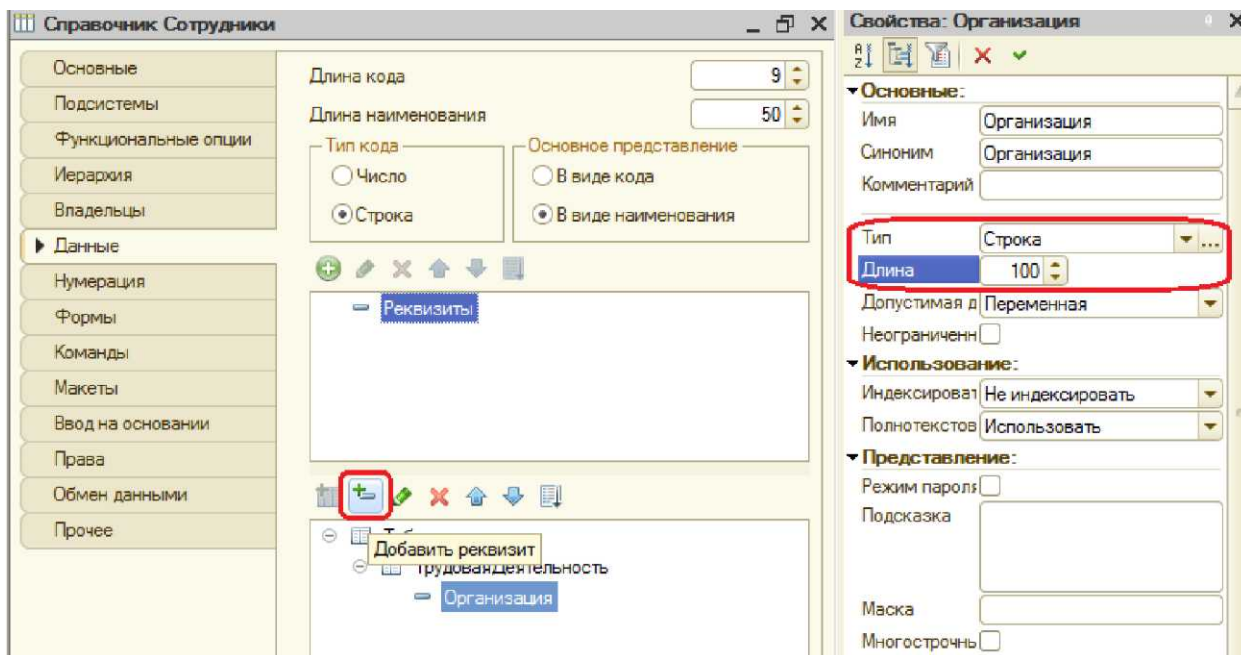 Справочник Сотрудники
Основные
Подсистемы
Функциональные опции
Иерархия
Владельцы
Данные
Нумерация
Формы
Команды
Макеты
Ввод на основании
Права
Обмен данными
Прочее
Длина кода 9
Длина наименования 50
Тип кода
Число
Строка
Основное представление
В виде кода
В виде наименования
Реквизиты
Добавить реквизит
ТрудоваяДеятельность
Организация
Свойства: Организация
Основные:
Имя Организация
Синоним Организация
Комментарий
Тип Строка ...
Длина 100
Допустимая д Переменная
Неограниченн
Использование:
Индексироват Не индексировать
Полнотекстов Использовать
Представление:
Режим пароля
Подсказка
Маска
Многострочнь